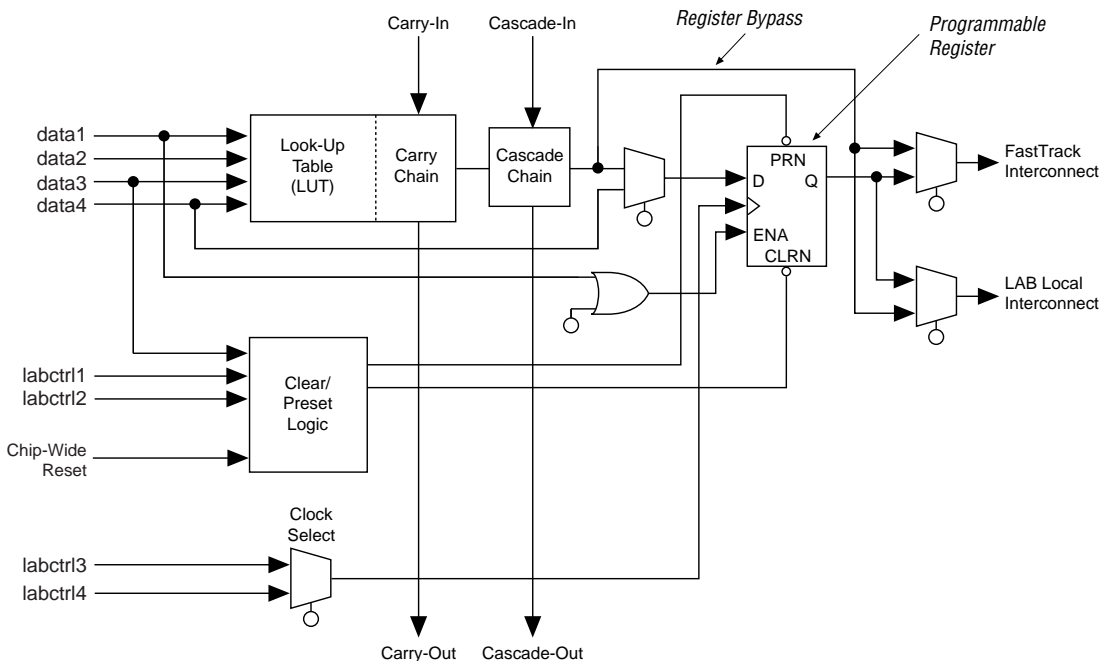 Carry-In
Cascade-In
Register Bypass
Programmable
Register
data1
data2
data3
data4
Look-Up
Table
(LUT)
Carry
Chain
Cascade
Chain
PRN
D
Q
ENA
CLRN
FastTrack
Interconnect
LAB Local
Interconnect
labctrl1
labctrl2
Clear/
Preset
Logic
Chip-Wide
Reset
Clock
Select
labctrl3
labctrl4
Carry-Out
Cascade-Out